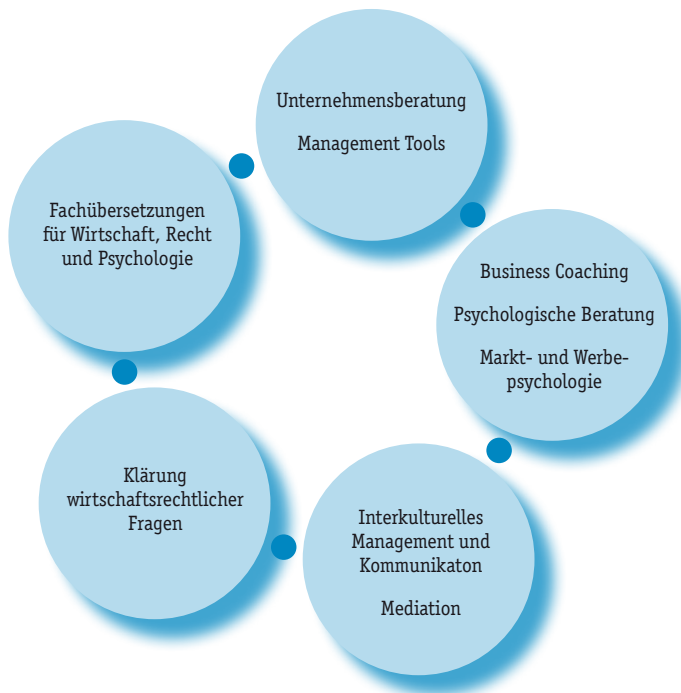 Unternehmensberatung
Management Tools
Fachübersetzungen
für Wirtschaft, Recht
und Psychologie
Business Coaching
Psychologische Beratung
Markt- und Werbe-
psychologie
Klärung
wirtschaftsrechtlicher
Fragen
Interkulturelles
Management und
Kommunikaton
Mediation